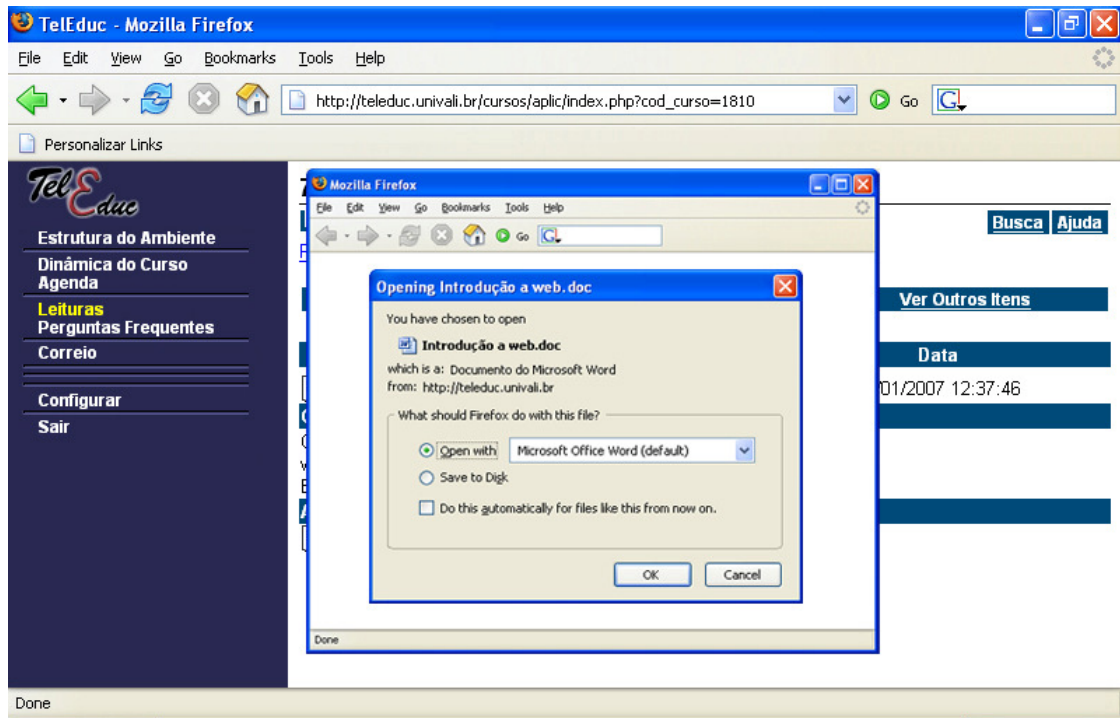 TelEduc - Mozilla Firefox
File Edit View Go Bookmarks Tools Help
http://teleduc.univali.br/cursos/aplic/index.php?cod_curso=1810 Go G
Personalizar Links
TelEduc
Estrutura do Ambiente
Dinâmica do Curso
Agenda
Leituras
Perguntas Frequentes
Correio
Configurar
Sair
Busca Ajuda
Ver Outros Itens
Data
01/2007 12:37:46
Mozilla Firefox
File Edit View Go Bookmarks Tools Help
Go G
Opening Introdução a web.doc
You have chosen to open
Introdução a web.doc
which is a: Documento do Microsoft Word
from: http://teleduc.univali.br
What should Firefox do with this file?
Open with Microsoft Office Word (default)
Save to Disk
Do this automatically for files like this from now on.
OK Cancel
Done
Done